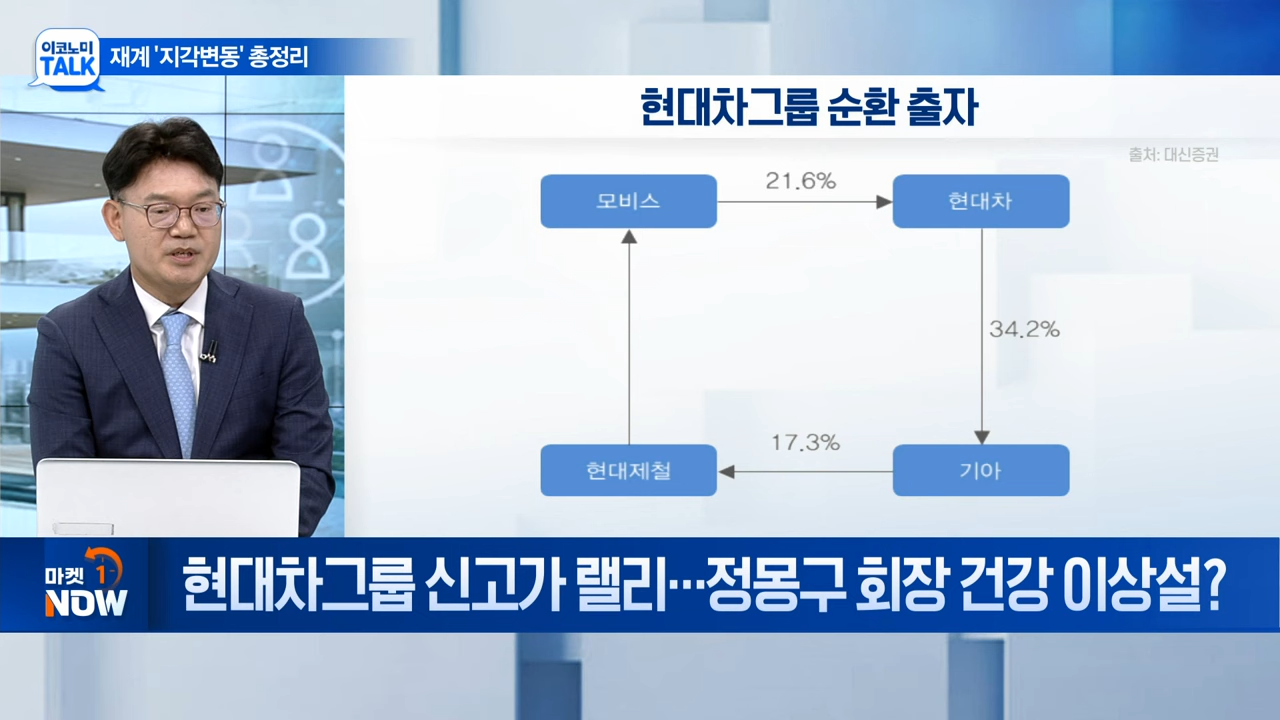 이코노미
TALK
재계 '지각변동' 총정리
현대차그룹 순환 출자
출처: 대신증권
모비스
21.6%
현대차
34.2%
현대제철
17.3%
기아
마켓
1
NOW
현대차그룹 신고가 랠리…정몽구 회장 건강 이상설?